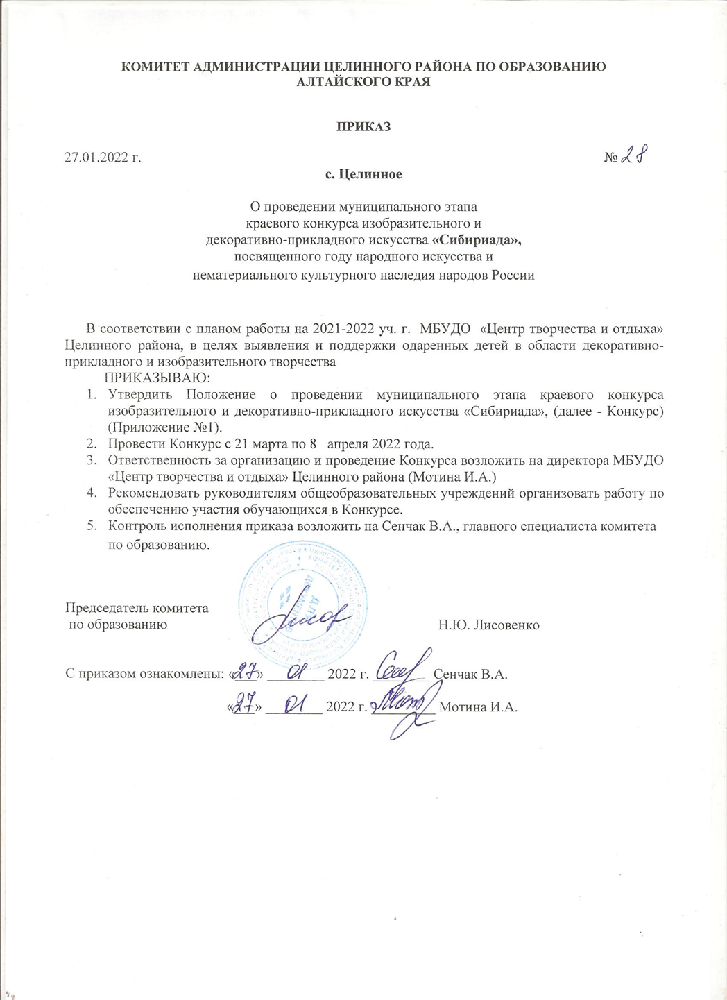 КОМИТЕТ АДМИНИСТРАЦИИ ЦЕЛИННОГО РАЙОНА ПО ОБРАЗОВАНИЮ
АЛТАЙСКОГО КРАЯ
ПРИКАЗ
27.01.2022 г. № 28
с. Целинное
О проведении муниципального этапа
краевого конкурса изобразительного и
декоративно-прикладного искусства «Сибириада»,
посвященного году народного искусства и
нематериального культурного наследия народов России
В соответствии с планом работы на 2021-2022 уч. г. МБУДО «Центр творчества и отдыха»
Целинного района, в целях выявления и поддержки одаренных детей в области декоративно-
прикладного и изобразительного творчества
ПРИКАЗЫВАЮ:
1. Утвердить Положение о проведении муниципального этапа краевого конкурса
изобразительного и декоративно-прикладного искусства «Сибириада», (далее - Конкурс)
(Приложение №1).
2. Провести Конкурс с 21 марта по 8 апреля 2022 года.
3. Ответственность за организацию и проведение Конкурса возложить на директора МБУДО
«Центр творчества и отдыха» Целинного района (Мотина И.А.)
4. Рекомендовать руководителям общеобразовательных учреждений организовать работу по
обеспечению участия обучающихся в Конкурсе.
5. Контроль исполнения приказа возложить на Сенчак В.А., главного специалиста комитета
по образованию.
Председатель комитета
по образованию Н.Ю. Лисовенко
С приказом ознакомлены: «27» 01 2022 г. ________ Сенчак В.А.
«27» 01 2022 г. _________ Мотина И.А.